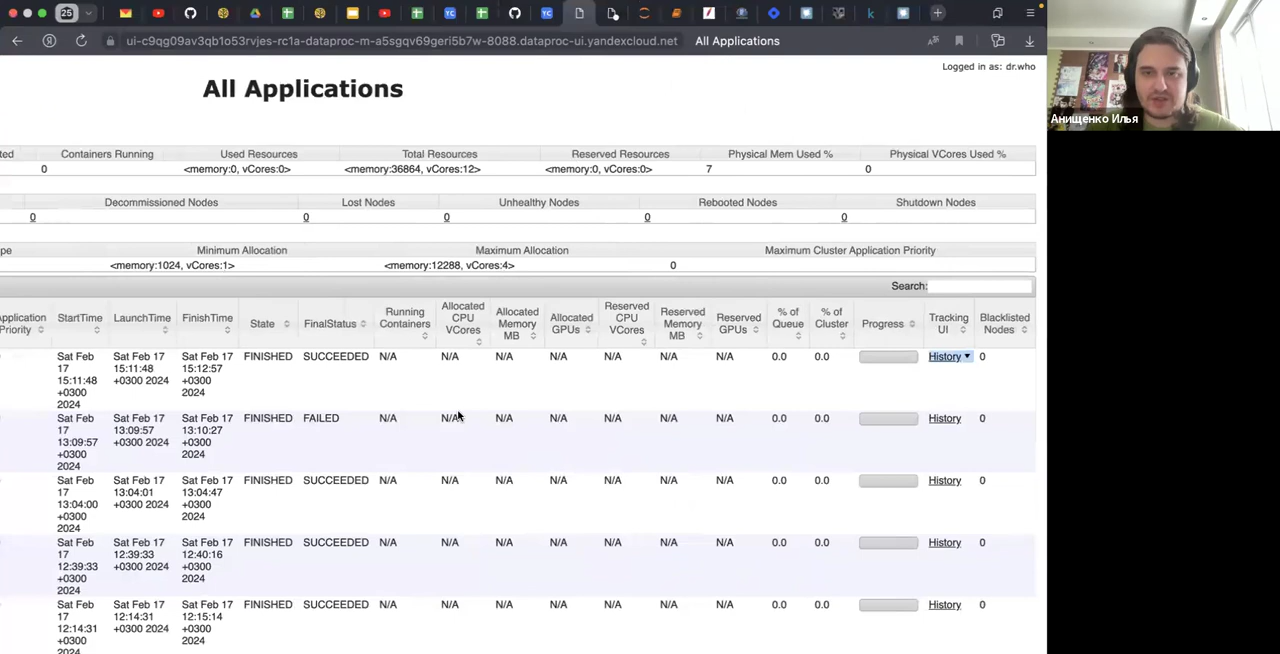 25
ui-c9qg09av3qb1o53rvjes-rc1a-dataproc-m-a5sgqv69geri5b7w-8088.dataproc-ui.yandexcloud.net All Applications
Logged in as: dr.who
Анищенко Илья
All Applications
ted Containers Running Used Resources Total Resources Reserved Resources Physical Mem Used % Physical VCores Used %
0 <memory:0, vCores:0> <memory:36864, vCores:12> <memory:0, vCores:0> 7 0
Decommissioned Nodes Lost Nodes Unhealthy Nodes Rebooted Nodes Shutdown Nodes
0 0 0 0 0
pe Minimum Allocation Maximum Allocation Maximum Cluster Application Priority
<memory:1024, vCores:1> <memory:12288, vCores:4> 0
Search:
Application Priority StartTime LaunchTime FinishTime State FinalStatus Running Containers Allocated CPU VCores Allocated Memory MB Allocated GPUs Reserved CPU VCores Reserved Memory MB Reserved GPUs % of Queue % of Cluster Progress Tracking UI Blacklisted Nodes
Sat Feb 17 15:11:48 +0300 2024 Sat Feb 17 15:11:48 +0300 2024 Sat Feb 17 15:12:57 +0300 2024 FINISHED SUCCEEDED N/A N/A N/A N/A N/A N/A N/A 0.0 0.0 History 0
Sat Feb 17 13:09:57 +0300 2024 Sat Feb 17 13:09:57 +0300 2024 Sat Feb 17 13:10:27 +0300 2024 FINISHED FAILED N/A N/A N/A N/A N/A N/A N/A 0.0 0.0 History 0
Sat Feb 17 13:04:00 +0300 2024 Sat Feb 17 13:04:01 +0300 2024 Sat Feb 17 13:04:47 +0300 2024 FINISHED SUCCEEDED N/A N/A N/A N/A N/A N/A N/A 0.0 0.0 History 0
Sat Feb 17 12:39:33 +0300 2024 Sat Feb 17 12:39:33 +0300 2024 Sat Feb 17 12:40:16 +0300 2024 FINISHED SUCCEEDED N/A N/A N/A N/A N/A N/A N/A 0.0 0.0 History 0
Sat Feb 17 12:14:31 +0300 2024 Sat Feb 17 12:14:31 +0300 2024 Sat Feb 17 12:15:14 +0300 2024 FINISHED SUCCEEDED N/A N/A N/A N/A N/A N/A N/A 0.0 0.0 History 0